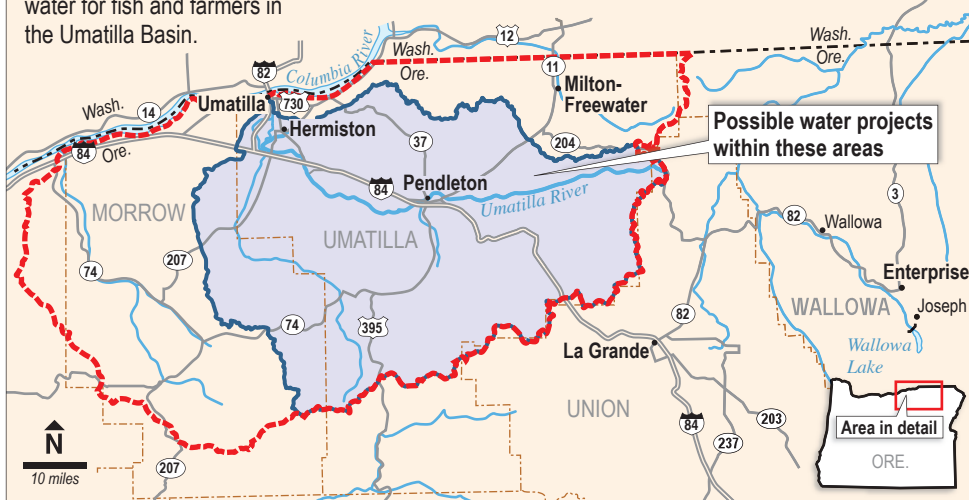 water for fish and farmers in
the Umatilla Basin.
12
Wash.
Ore.
Wash.
Ore.
Columbia River
82
11
Milton-
Freewater
Umatilla
730
Wash.
14
Hermiston
Possible water projects
within these areas
84
Ore.
37
204
84
Pendleton
Umatilla River
3
MORROW
82
Wallowa
UMATILLA
207
74
Enterprise
WALLOWA
Joseph
74
395
82
La Grande
Wallowa
Lake
UNION
N
10 miles
207
84
203
237
Area in detail
ORE.